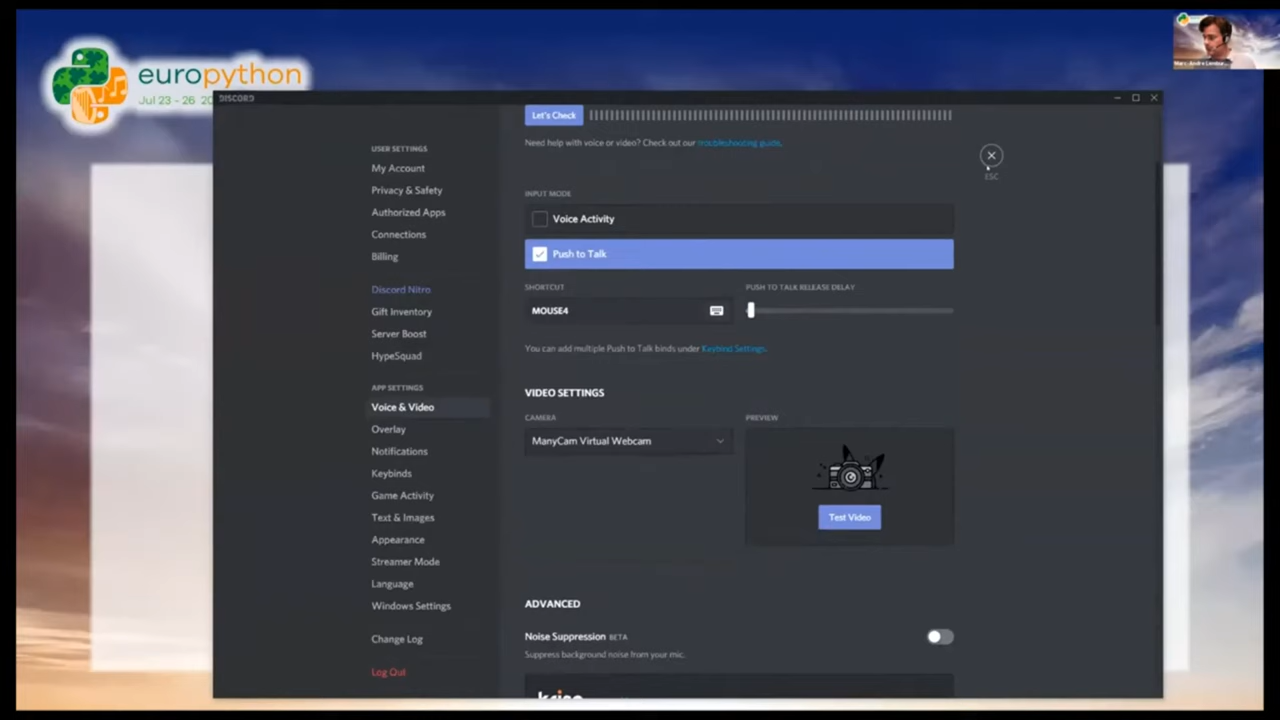 europython
Jul 23 - 26 20
DISCORD
USER SETTINGS
My Account
Privacy & Safety
Authorized Apps
Connections
Billing
Discord Nitro
Gift Inventory
Server Boost
HypeSquad
APP SETTINGS
Voice & Video
Overlay
Notifications
Keybinds
Game Activity
Text & Images
Appearance
Streamer Mode
Language
Windows Settings
Change Log
Log Out
Let's Check
Need help with voice or video? Check out our troubleshooting guide.
ESC
INPUT MODE
Voice Activity
Push to Talk
SHORTCUT
MOUSE4
PUSH TO TALK RELEASE DELAY
You can add multiple Push to Talk binds under Keybind Settings.
VIDEO SETTINGS
CAMERA
ManyCam Virtual Webcam
PREVIEW
Test Video
ADVANCED
Noise Suppression BETA
Suppress background noise from your mic.